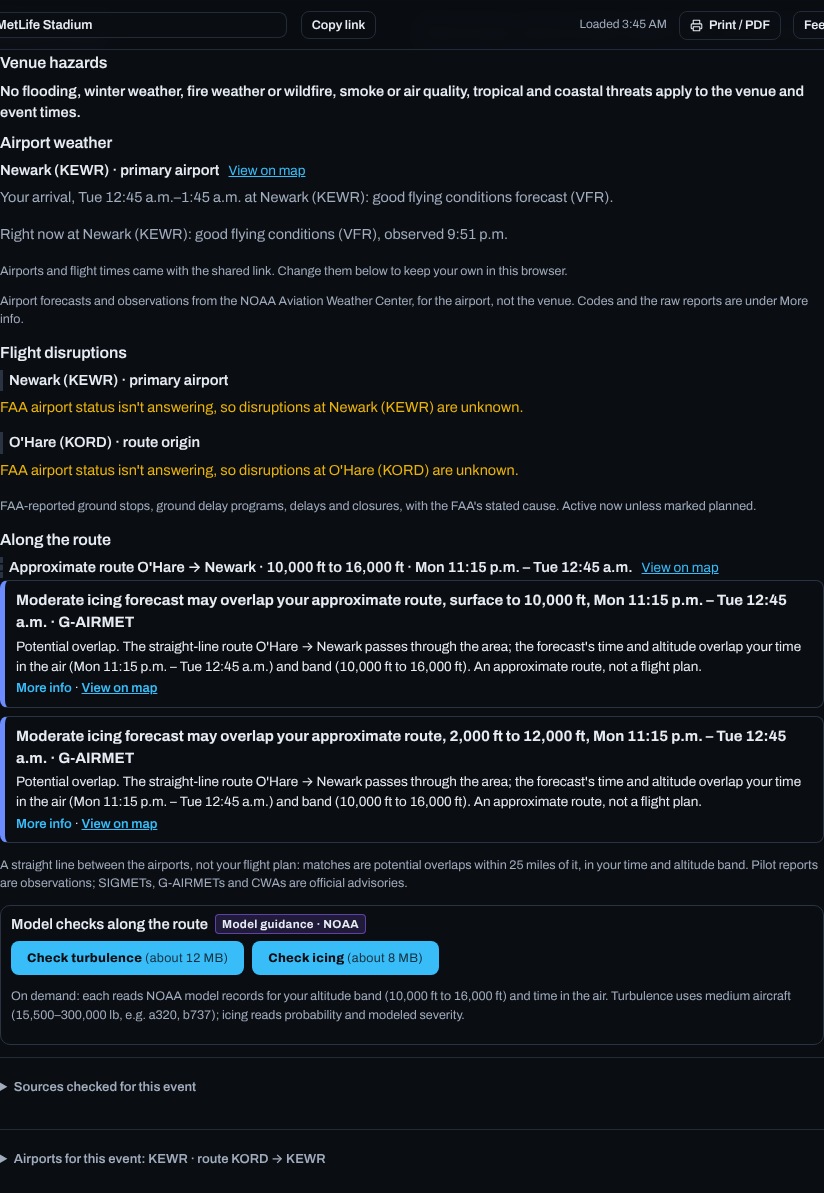 MetLife Stadium
Copy link
Loaded 3:45 AM
Print / PDF
Fee
Venue hazards
No flooding, winter weather, fire weather or wildfire, smoke or air quality, tropical and coastal threats apply to the venue and
event times.
Airport weather
Newark (KEWR) · primary airport View on map
Your arrival, Tue 12:45 a.m.–1:45 a.m. at Newark (KEWR): good flying conditions forecast (VFR).
Right now at Newark (KEWR): good flying conditions (VFR), observed 9:51 p.m.
Airports and flight times came with the shared link. Change them below to keep your own in this browser.
Airport forecasts and observations from the NOAA Aviation Weather Center, for the airport, not the venue. Codes and the raw reports are under More
info.
Flight disruptions
Newark (KEWR) · primary airport
FAA airport status isn't answering, so disruptions at Newark (KEWR) are unknown.
O'Hare (KORD) · route origin
FAA airport status isn't answering, so disruptions at O'Hare (KORD) are unknown.
FAA-reported ground stops, ground delay programs, delays and closures, with the FAA's stated cause. Active now unless marked planned.
Along the route
Approximate route O'Hare → Newark · 10,000 ft to 16,000 ft · Mon 11:15 p.m. – Tue 12:45 a.m. View on map
Moderate icing forecast may overlap your approximate route, surface to 10,000 ft, Mon 11:15 p.m. – Tue 12:45
a.m. · G-AIRMET
Potential overlap. The straight-line route O'Hare → Newark passes through the area; the forecast's time and altitude overlap your time
in the air (Mon 11:15 p.m. – Tue 12:45 a.m.) and band (10,000 ft to 16,000 ft). An approximate route, not a flight plan.
More info · View on map
Moderate icing forecast may overlap your approximate route, 2,000 ft to 12,000 ft, Mon 11:15 p.m. – Tue 12:45
a.m. · G-AIRMET
Potential overlap. The straight-line route O'Hare → Newark passes through the area; the forecast's time and altitude overlap your time
in the air (Mon 11:15 p.m. – Tue 12:45 a.m.) and band (10,000 ft to 16,000 ft). An approximate route, not a flight plan.
More info · View on map
A straight line between the airports, not your flight plan: matches are potential overlaps within 25 miles of it, in your time and altitude band. Pilot reports
are observations; SIGMETs, G-AIRMETs and CWAs are official advisories.
Model checks along the route Model guidance · NOAA
Check turbulence (about 12 MB) Check icing (about 8 MB)
On demand: each reads NOAA model records for your altitude band (10,000 ft to 16,000 ft) and time in the air. Turbulence uses medium aircraft
(15,500–300,000 lb, e.g. a320, b737); icing reads probability and modeled severity.
Sources checked for this event
Airports for this event: KEWR · route KORD → KEWR